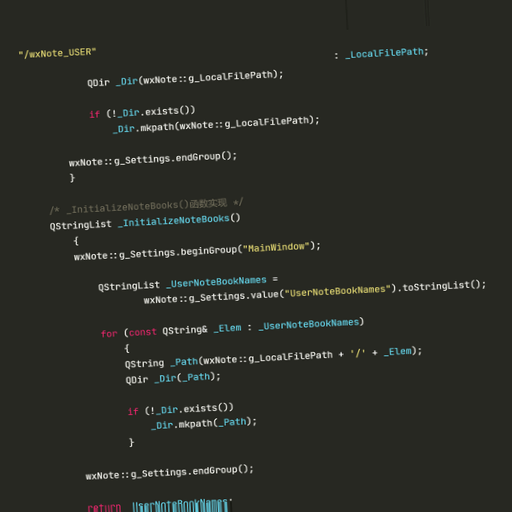 "/wxNote_USER"
: _LocalFilePath;
QDir _Dir(wxNote::g_LocalFilePath);
if (!_Dir.exists())
_Dir.mkpath(wxNote::g_LocalFilePath);
wxNote::g_Settings.endGroup();
}
/* _InitializeNoteBooks()函数实现 */
QStringList _InitializeNoteBooks()
{
wxNote::g_Settings.beginGroup("MainWindow");
QStringList _UserNoteBookNames =
wxNote::g_Settings.value("UserNoteBookNames").toStringList();
for (const QString& _Elem : _UserNoteBookNames)
{
QString _Path(wxNote::g_LocalFilePath + '/' + _Elem);
QDir _Dir(_Path);
if (!_Dir.exists())
_Dir.mkpath(_Path);
}
wxNote::g_Settings.endGroup();
return _UserNoteBookNames;